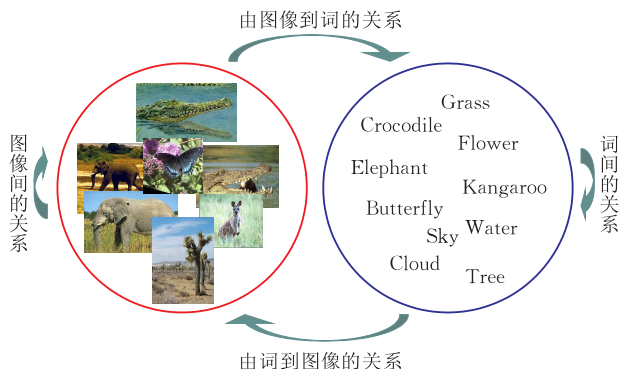 由图像到词的关系
图像间的关系
Grass
Crocodile
Flower
Elephant
Kangaroo
Butterfly
Water
Sky
Cloud
Tree
词间的关系
由词到图像的关系